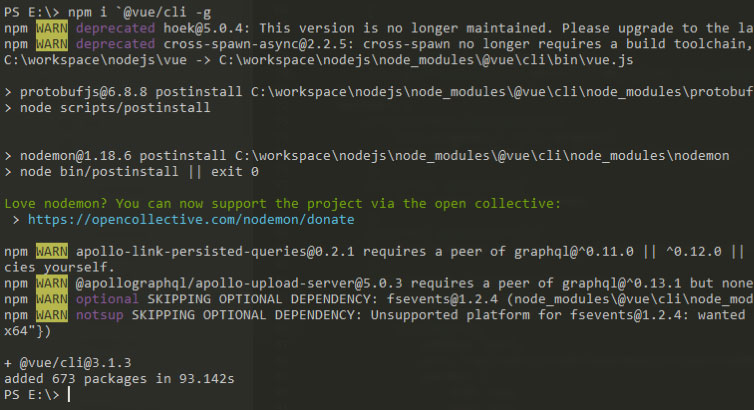 PS E:\> npm i `@vue/cli -g
npm WARN deprecated hoek@5.0.4: This version is no longer maintained. Please upgrade to the la
npm WARN deprecated cross-spawn-async@2.2.5: cross-spawn no longer requires a build toolchain,
C:\workspace\nodejs\vue -> C:\workspace\nodejs\node_modules\@vue\cli\bin\vue.js
> protobufjs@6.8.8 postinstall C:\workspace\nodejs\node_modules\@vue\cli\node_modules\protobuf
> node scripts/postinstall
> nodemon@1.18.6 postinstall C:\workspace\nodejs\node_modules\@vue\cli\node_modules\nodemon
> node bin/postinstall || exit 0
Love nodemon? You can now support the project via the open collective:
> https://opencollective.com/nodemon/donate
npm WARN apollo-link-persisted-queries@0.2.1 requires a peer of graphql@^0.11.0 || ^0.12.0 ||
cies yourself.
npm WARN @apollographql/apollo-upload-server@5.0.3 requires a peer of graphql@^0.13.1 but none
npm WARN optional SKIPPING OPTIONAL DEPENDENCY: fsevents@1.2.4 (node_modules\@vue\cli\node_mod
npm WARN notsup SKIPPING OPTIONAL DEPENDENCY: Unsupported platform for fsevents@1.2.4: wanted
x64"})
+ @vue/cli@3.1.3
added 673 packages in 93.142s
PS E:\>